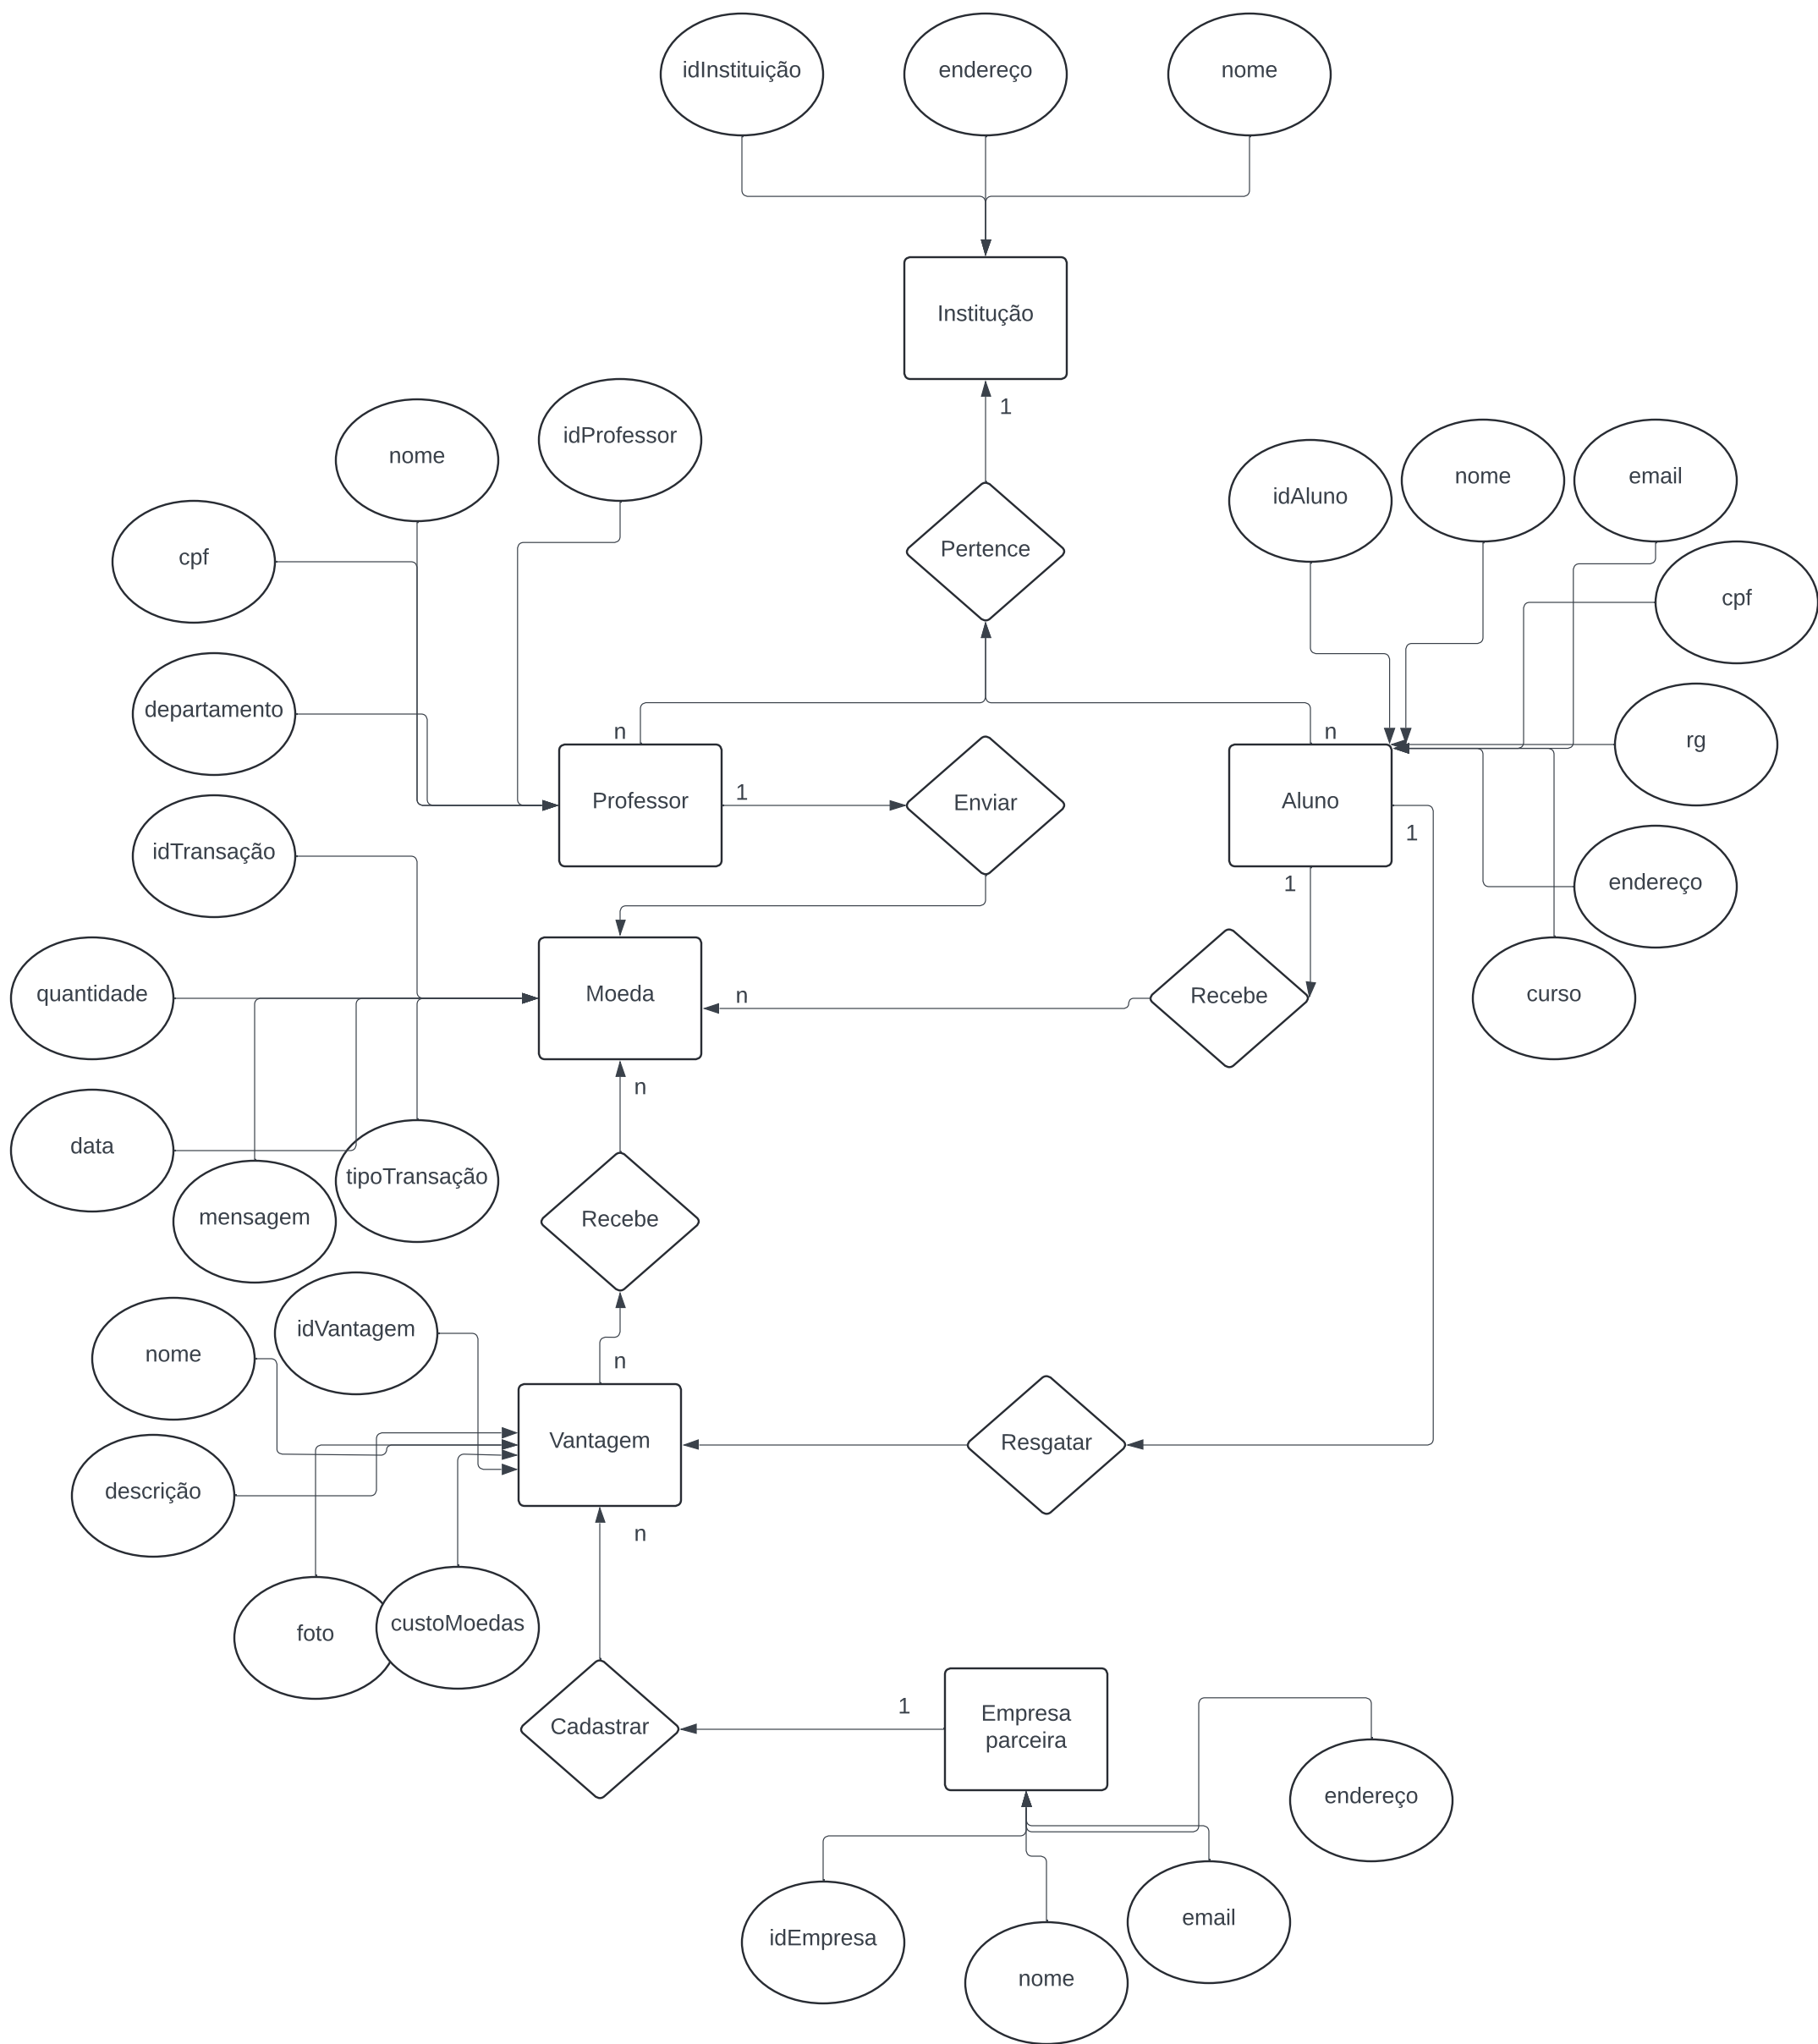 idInstituição
endereço
nome
Institução
1
idProfessor
nome
idAluno
nome
email
cpf
Pertence
cpf
departamento
rg
n
n
Professor
1
Enviar
Aluno
1
idTransação
1
endereço
quantidade
Moeda
n
Recebe
curso
n
data
tipoTransação
mensagem
Recebe
idVantagem
nome
n
Vantagem
Resgatar
descrição
n
foto
custoMoedas
Cadastrar
1
Empresa
parceira
endereço
email
idEmpresa
nome